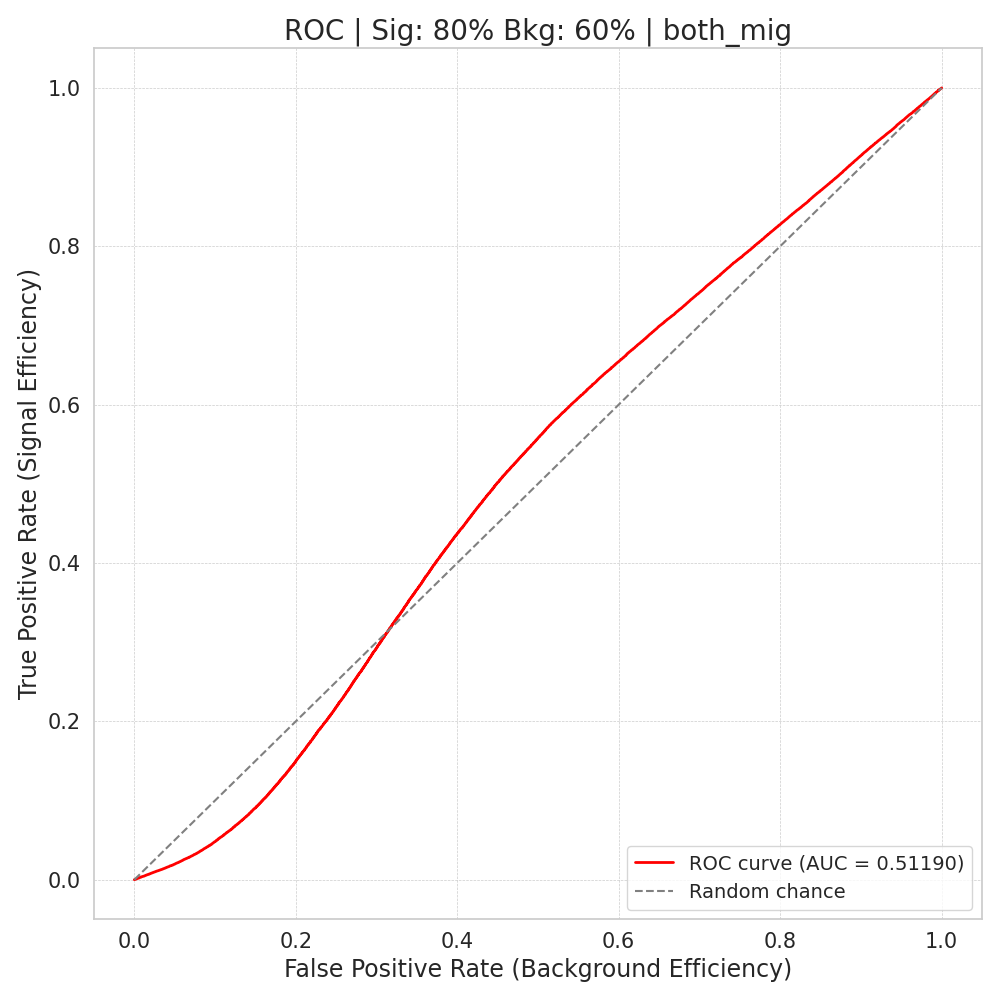 ROC | Sig: 80% Bkg: 60% | both_mig
True Positive Rate (Signal Efficiency)
1.0
0.8
0.6
0.4
0.2
0.0
ROC curve (AUC = 0.51190)
Random chance
0.0 0.2 0.4 0.6 0.8 1.0
False Positive Rate (Background Efficiency)